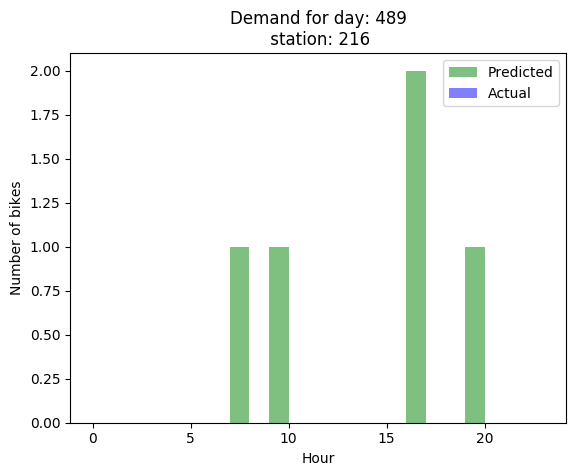 Demand for day: 489
station: 216
Predicted
Actual
2.00
1.75
1.50
1.25
1.00
0.75
0.50
0.25
0.00
Number of bikes
0 5 10 15 20
Hour